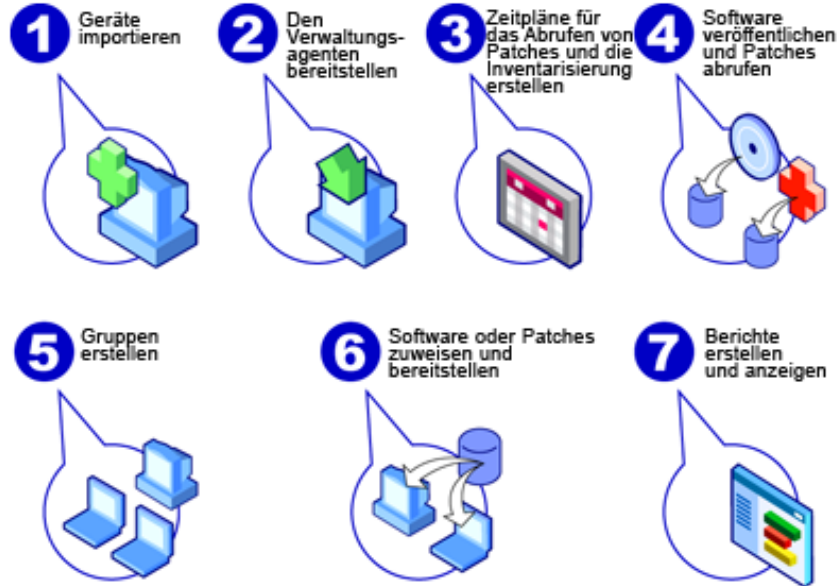 1
Geräte
importieren
2
Den
Verwaltungs-
agenten
bereitstellen
3
Zeitpläne für
das Abrufen von
Patches und die
Inventarisierung
erstellen
4
Software
veröffentlichen
und Patches
abrufen
5
Gruppen
erstellen
6
Software oder Patches
zuweisen und
bereitstellen
7
Berichte
erstellen
und anzeigen